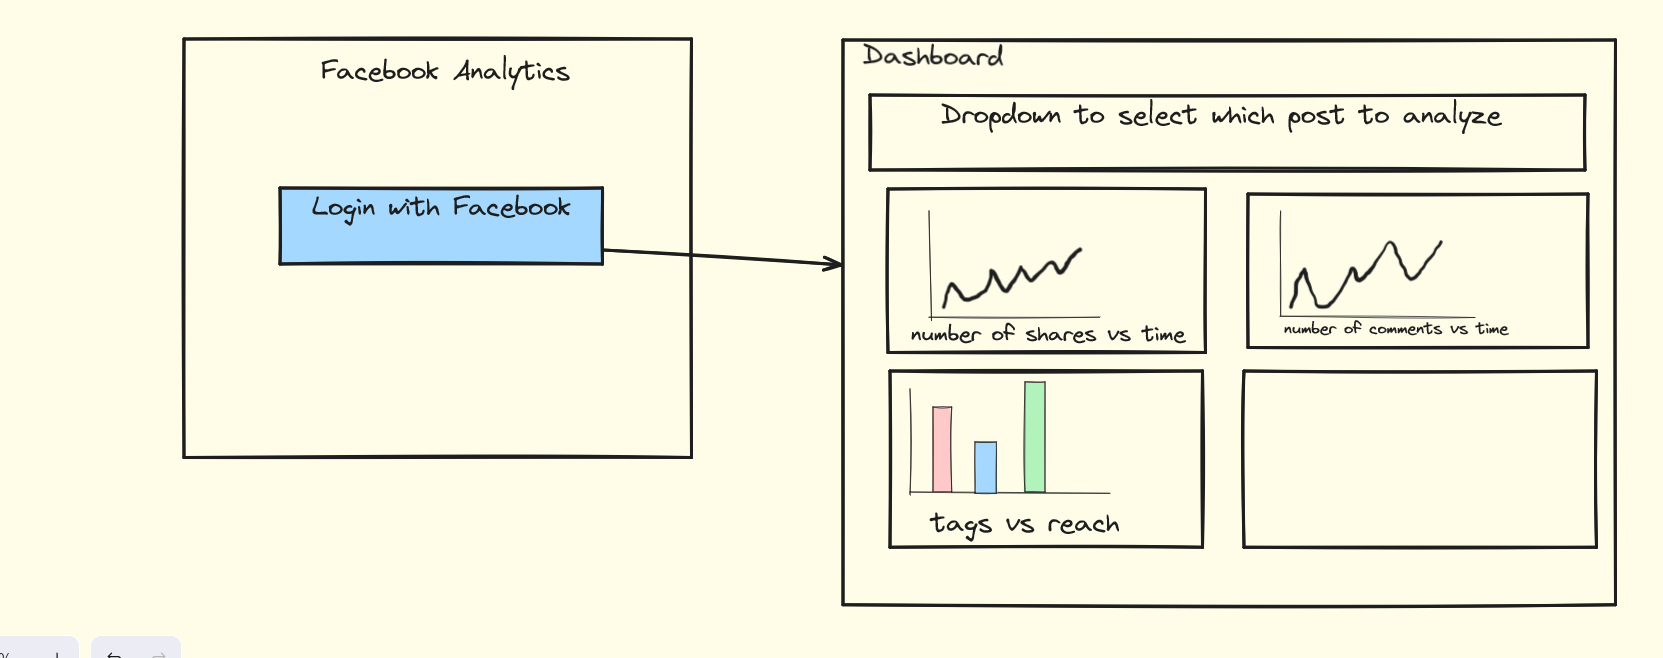 Facebook Analytics
Login with Facebook
Dashboard
Dropdown to select which post to analyze
number of shares vs time
number of comments vs time
tags vs reach